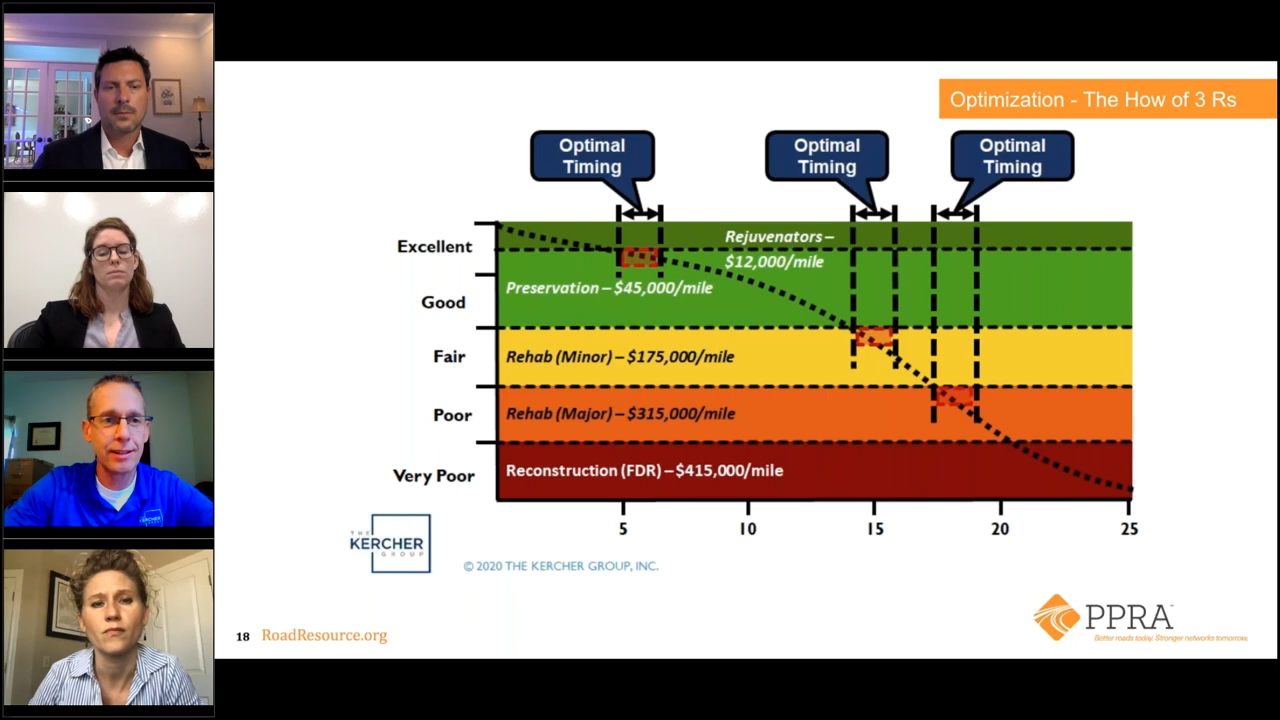 Optimization - The How of 3 Rs
Optimal
Timing
Optimal
Timing
Optimal
Timing
Excellent
Good
Fair
Poor
Very Poor
Rejuvenators –
$12,000/mile
Preservation – $45,000/mile
Rehab (Minor) – $175,000/mile
Rehab (Major) – $315,000/mile
Reconstruction (FDR) – $415,000/mile
5
10
15
20
25
THE
KERCHER
GROUP
© 2020 THE KERCHER GROUP, INC.
18 RoadResource.org
PPRA
Better roads today. Stronger networks tomorrow.
KERCHER